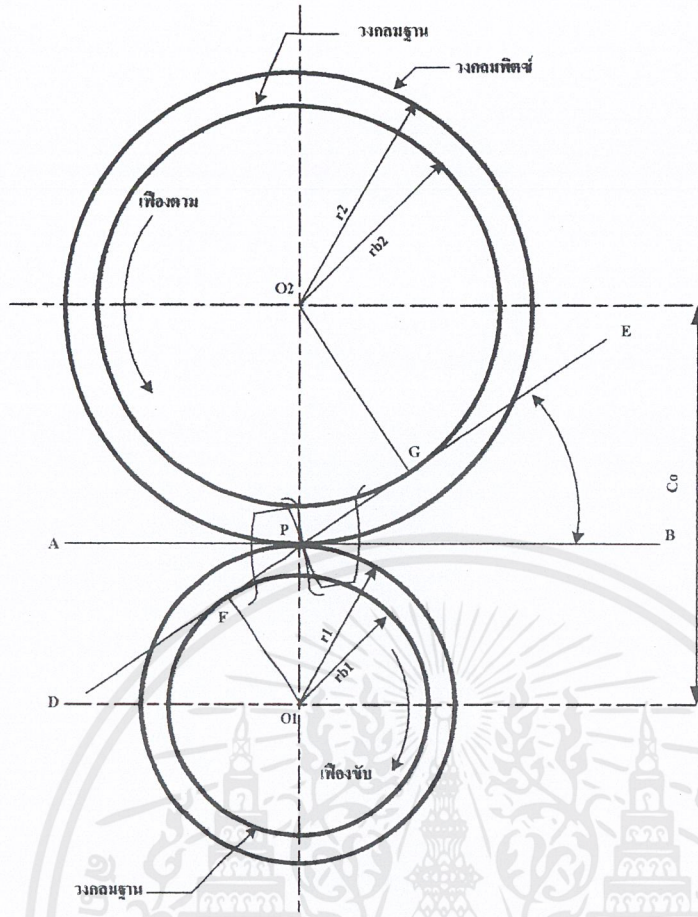 วงกลมฐาน
วงกลมพิตซ์
เฟืองตาม
r2
rb2
O2
E
G
Co
P
A
B
F
r1
rb1
D
O1
เฟืองขับ
วงกลมฐาน